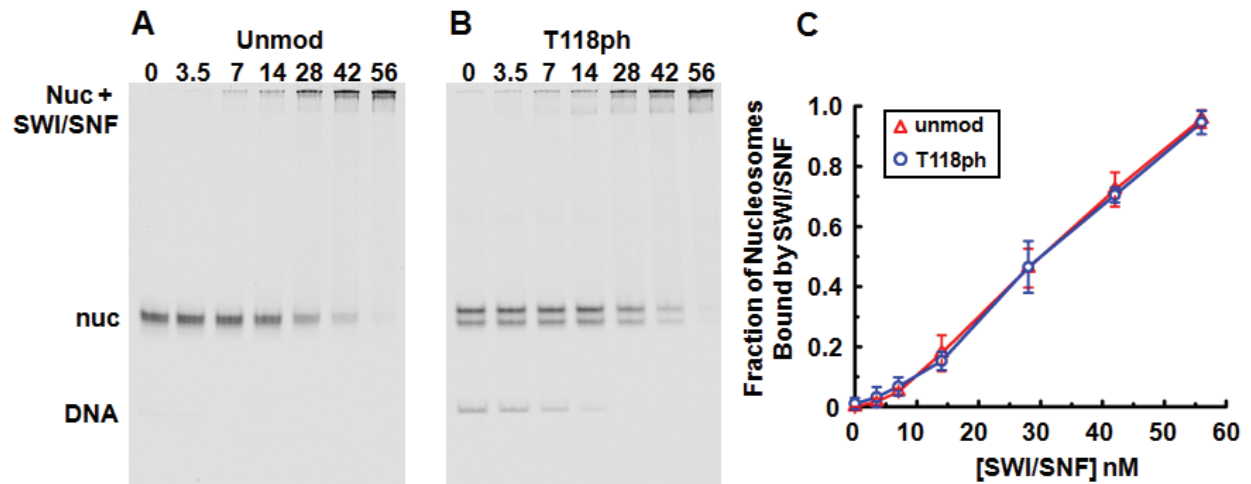 A
Unmod
0 3.5 7 14 28 42 56
Nuc +
SWI/SNF
nuc
DNA
B
T118ph
0 3.5 7 14 28 42 56
C
Fraction of Nucleosomes
Bound by SWI/SNF
1.0
0.8
0.6
0.4
0.2
0
unmod
T118ph
0 10 20 30 40 50 60
[SWI/SNF] nM